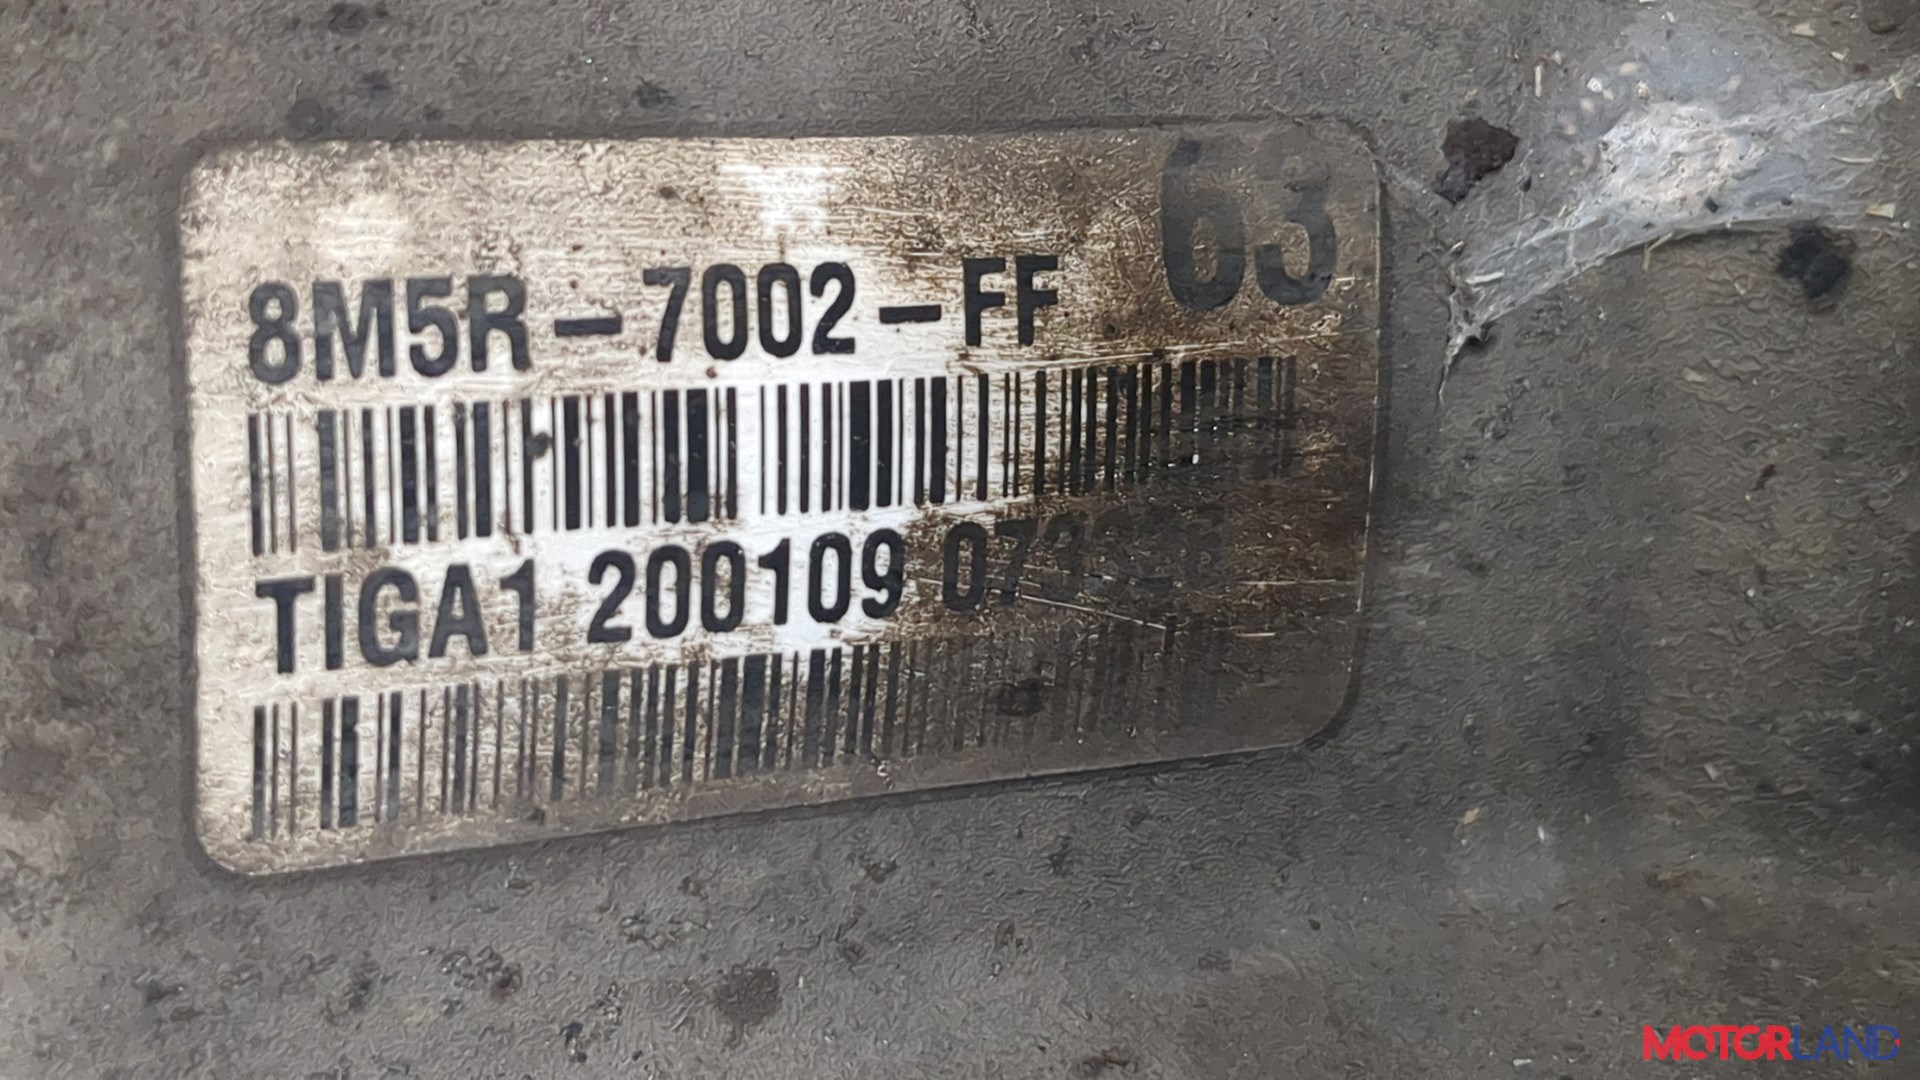 63
8M5R-7002-FF
TIGA1 200109
MOTORLAND